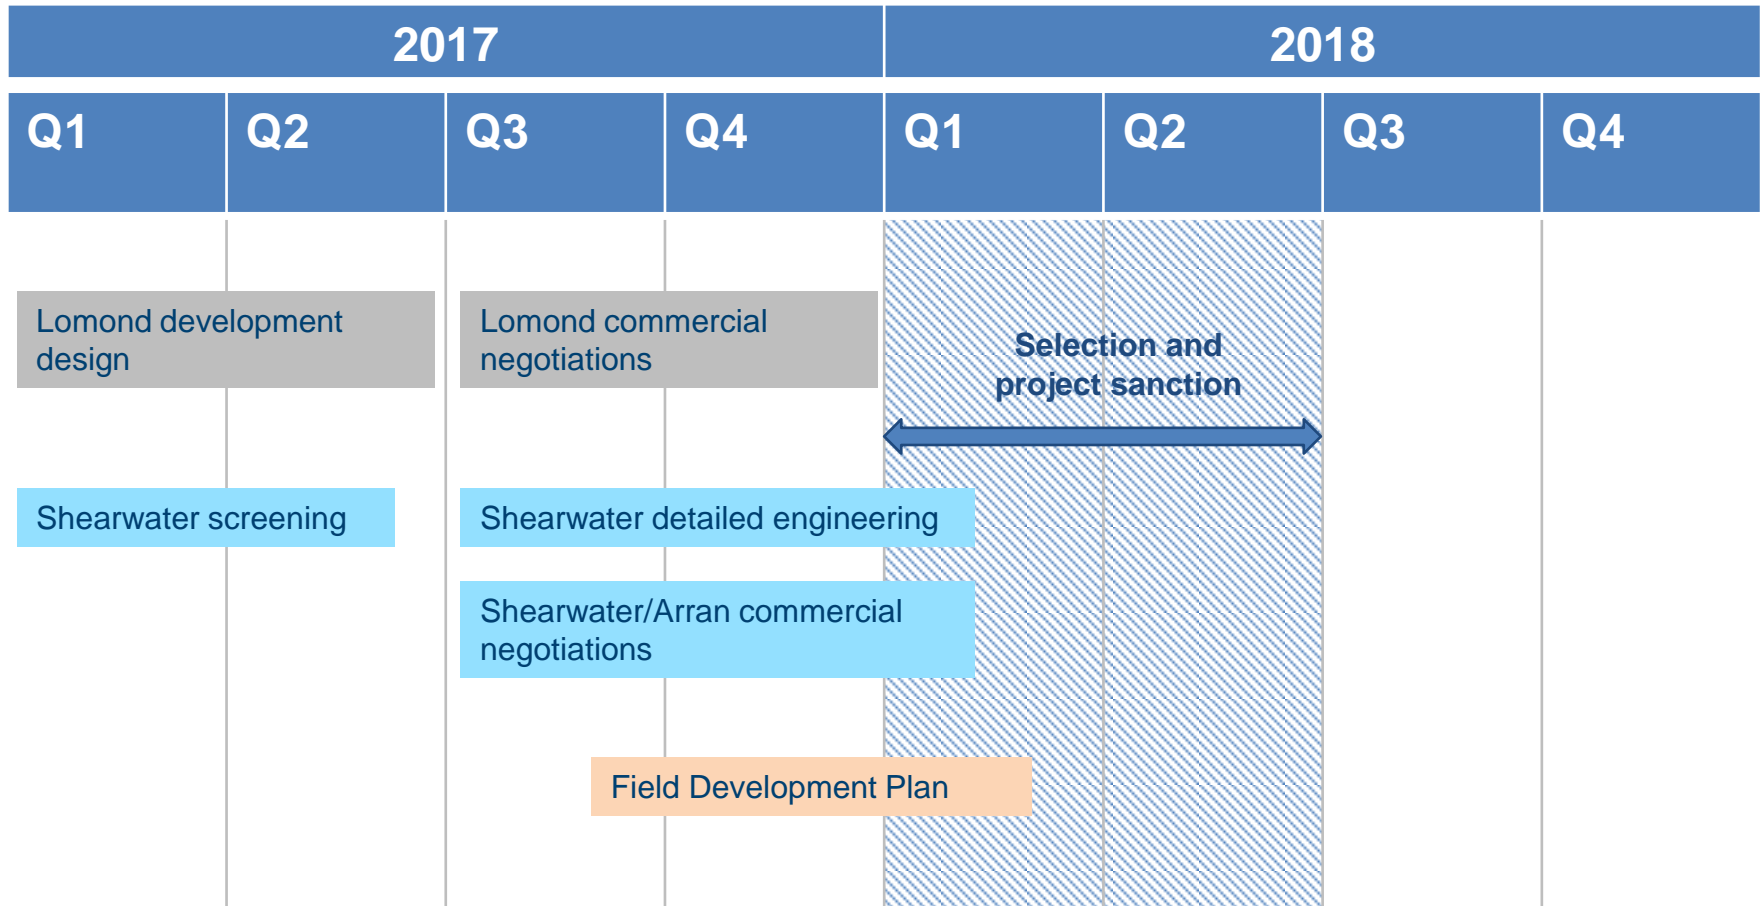 2017 2018
Q1 Q2 Q3 Q4 Q1 Q2 Q3 Q4
Lomond development
design
Lomond commercial
negotiations
Selection and
project sanction
Shearwater screening
Shearwater detailed engineering
Shearwater/Arran commercial
negotiations
Field Development Plan